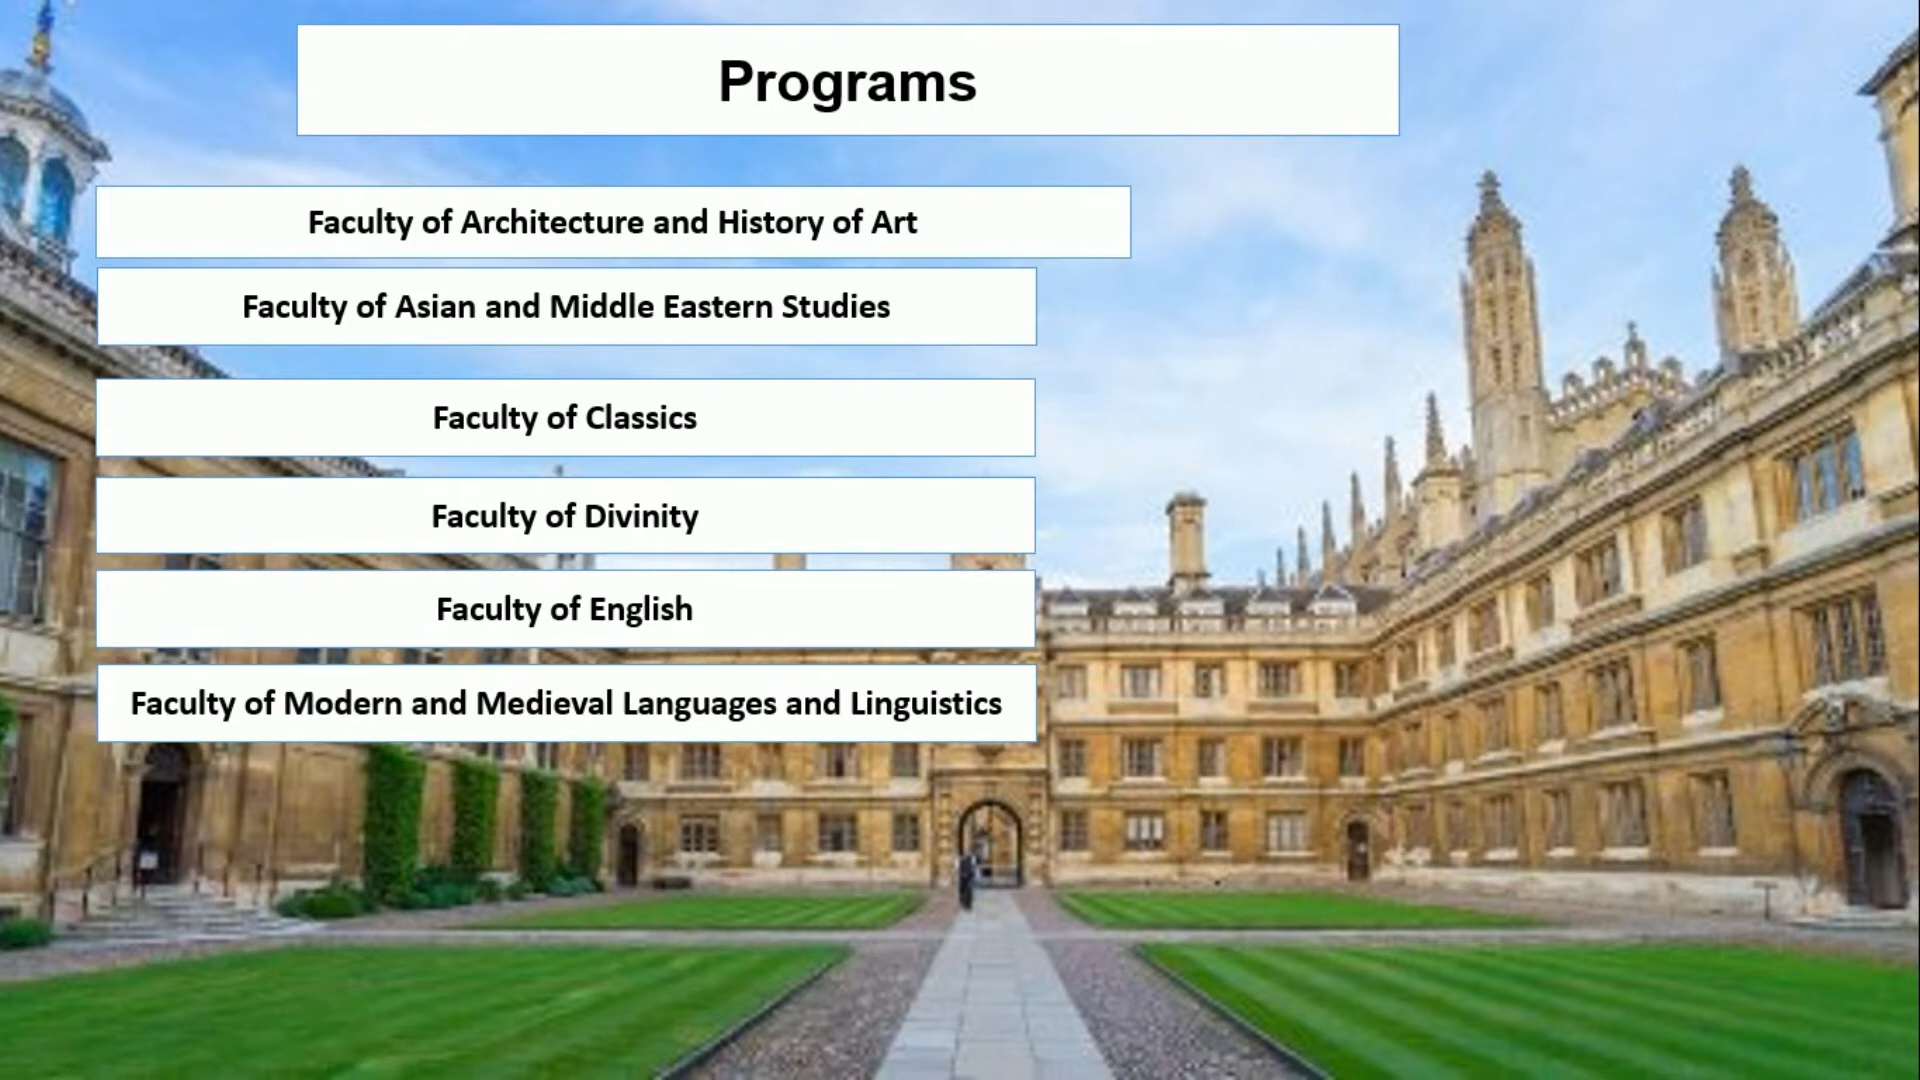 Programs
Faculty of Architecture and History of Art
Faculty of Asian and Middle Eastern Studies
Faculty of Classics
Faculty of Divinity
Faculty of English
Faculty of Modern and Medieval Languages and Linguistics